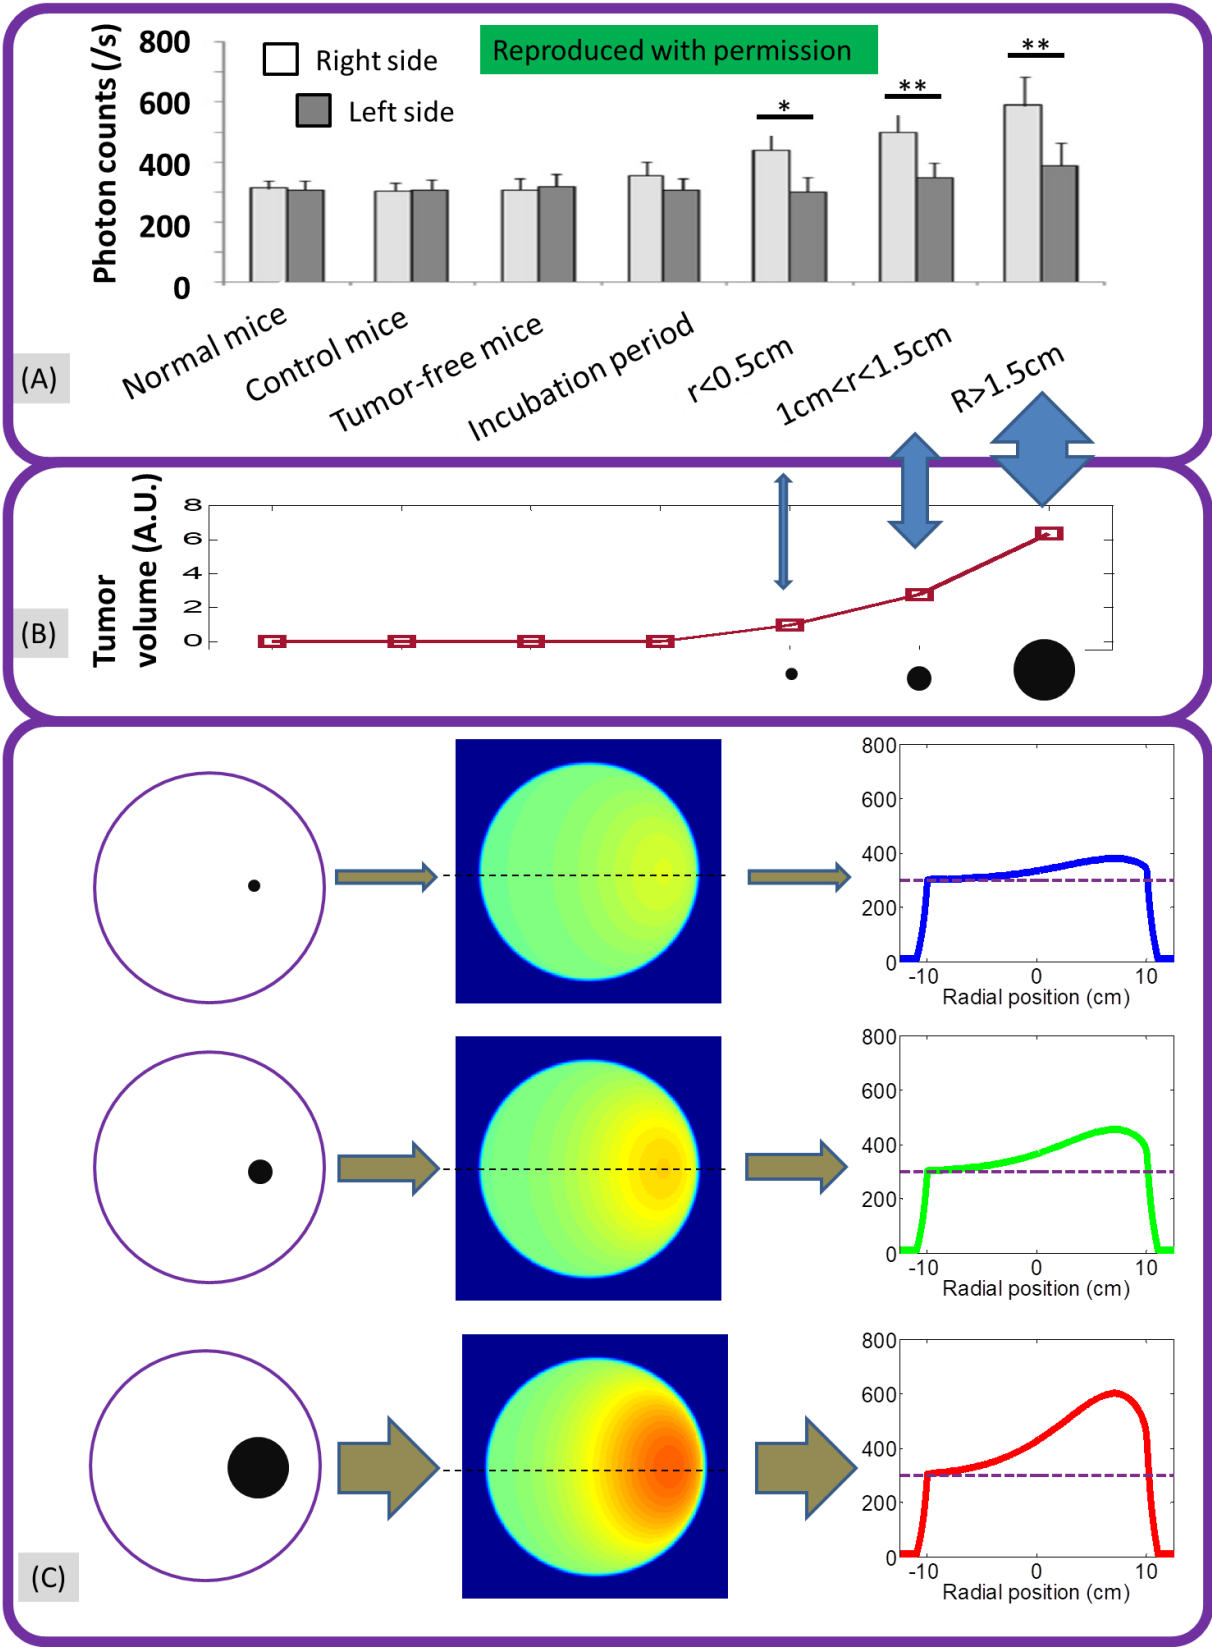 Photon counts (/s)
800
600
400
200
0
Right side
Left side
Reproduced with permission
*
**
**
Normal mice
Control mice
Tumor-free mice
Incubation period
r<0.5cm
1cm<r<1.5cm
R>1.5cm
(A)
Tumor
volume (A.U.)
8
6
4
2
0
(B)
800
600
400
200
0
-10
0
10
Radial position (cm)
800
600
400
200
0
-10
0
10
Radial position (cm)
800
600
400
200
0
-10
0
10
Radial position (cm)
(C)